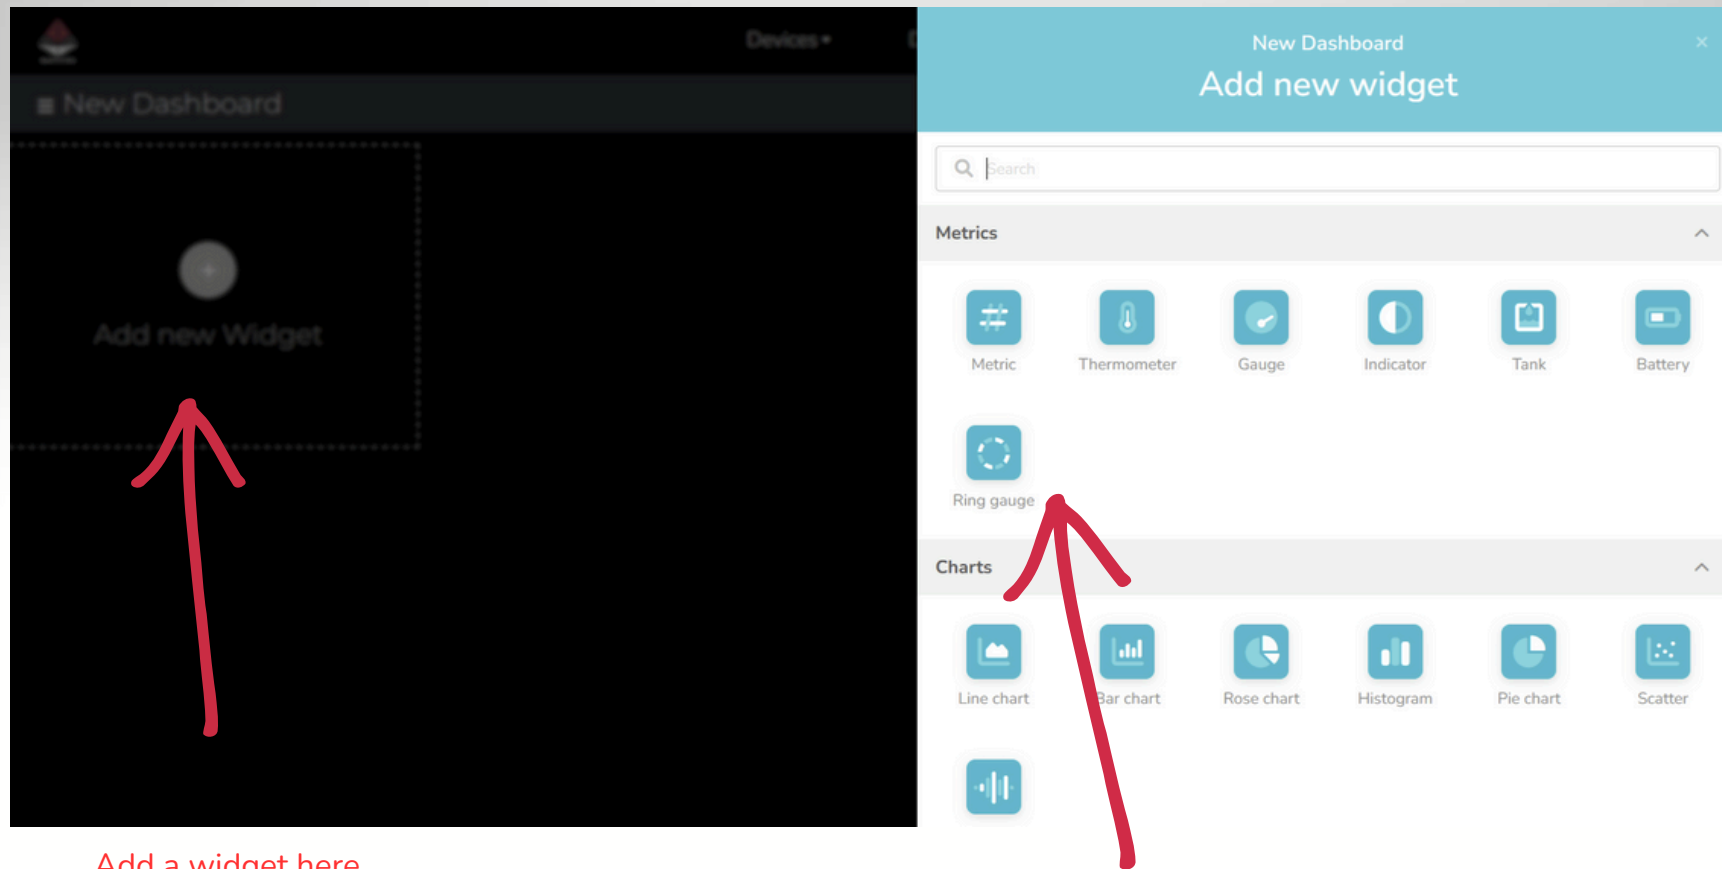 Devices
New Dashboard
Add new Widget
New Dashboard
Add new widget
Search
Metrics
Metric
Thermometer
Gauge
Indicator
Tank
Battery
Ring gauge
Charts
Line chart
Bar chart
Rose chart
Histogram
Pie chart
Scatter
Add a widget here